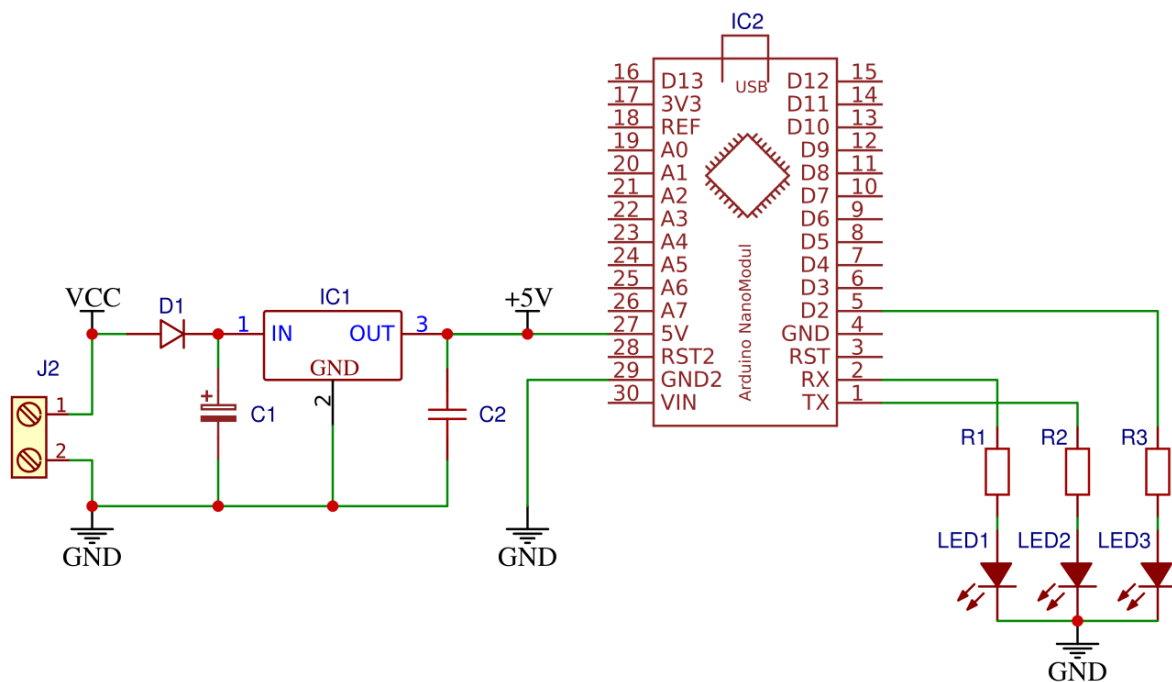 IC2
USB
16 D13 D12 15
17 3V3 D11 14
18 REF D10 13
19 A0 D9 12
20 A1 D8 11
21 A2 D7 10
22 A3 D6 9
23 A4 D5 8
24 A5 D4 7
25 A6 D3 6
26 A7 D2 5
27 5V GND 4
28 RST2 RST 3
29 GND2 RX 2
30 VIN TX 1
Arduino NanoModul
VCC
D1
IC1
+5V
1 IN OUT 3
GND
2
J2
1
2
+
C1
C2
GND
GND
R1 R2 R3
LED1 LED2 LED3
GND